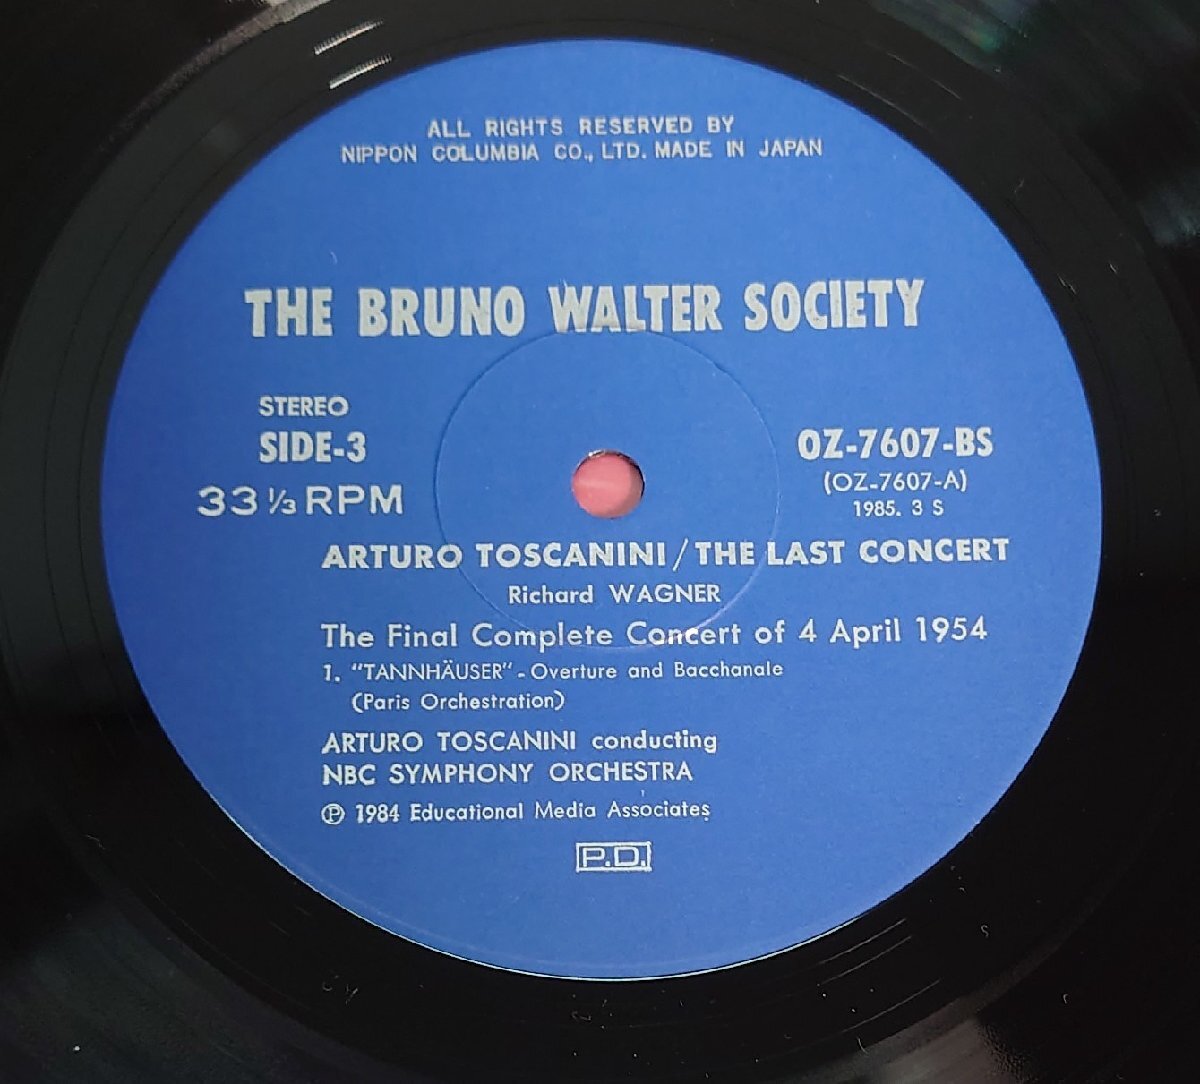 ALL RIGHTS RESERVED BY
NIPPON COLUMBIA CO., LTD. MADE IN JAPAN
THE BRUNO WALTER SOCIETY
STEREO
SIDE-3
33 1/3 RPM
OZ-7607-BS
(OZ-7607-A)
1985. 3 S
ARTURO TOSCANINI/THE LAST CONCERT
Richard WAGNER
The Final Complete Concert of 4 April 1954
1. "TANNHÄUSER"-Overture and Bacchanale
(Paris Orchestration)
ARTURO TOSCANINI conducting
NBC SYMPHONY ORCHESTRA
℗ 1984 Educational Media Associates
P.D.